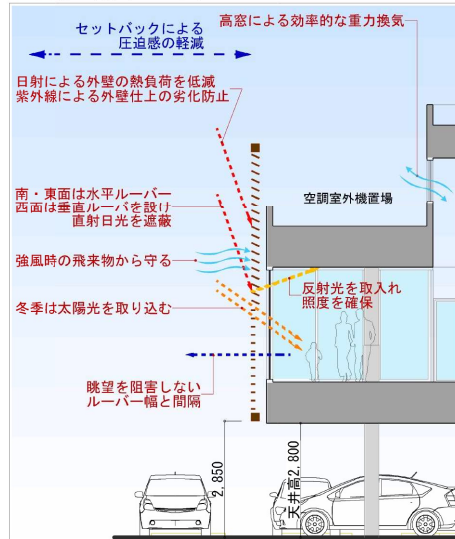 セットバックによる
圧迫感の軽減
高窓による効率的な重力換気
日射による外壁の熱負荷を低減
紫外線による外壁仕上の劣化防止
南・東面は水平ルーバー
西面は垂直ルーバを設け
直射日光を遮蔽
空調室外機置場
強風時の飛来物から守る
反射光を取入れ
照度を確保
冬季は太陽光を取り込む
眺望を阻害しない
ルーバー幅と間隔
2,850
天井高2,800